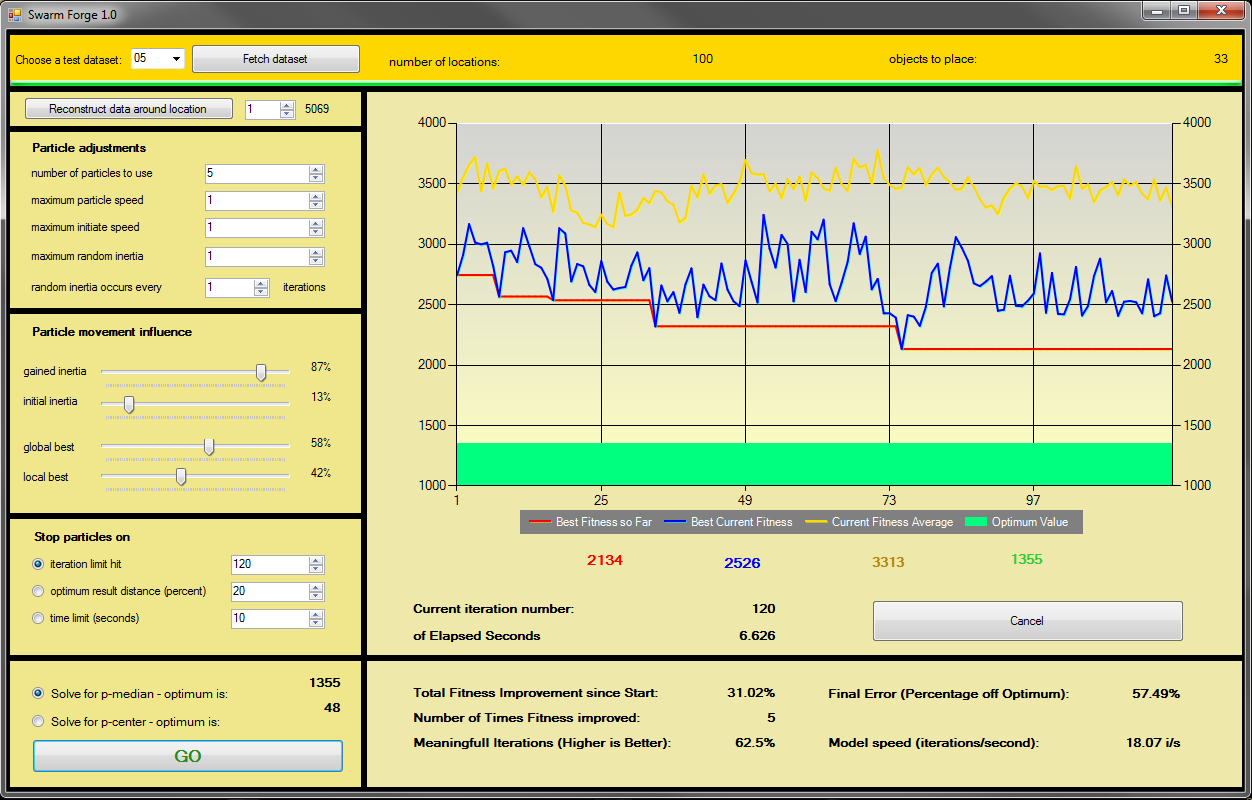 Swarm Forge 1.0
Choose a test dataset: 05 Fetch dataset number of locations: 100 objects to place: 33
Reconstruct data around location 1 5069
Particle adjustments
number of particles to use 5
maximum particle speed 1
maximum initiate speed 1
maximum random inertia 1
random inertia occurs every 1 iterations
Particle movement influence
gained inertia 87%
initial inertia 13%
global best 58%
local best 42%
Stop particles on
iteration limit hit 120
optimum result distance (percent) 20
time limit (seconds) 10
Solve for p-median - optimum is: 1355
Solve for p-center - optimum is: 48
GO
4000 4000
3500 3500
3000 3000
2500 2500
2000 2000
1500 1500
1000 1000
1 25 49 73 97
Best Fitness so Far Best Current Fitness Current Fitness Average Optimum Value
2134 2526 3313 1355
Current iteration number: 120
of Elapsed Seconds 6.626
Cancel
Total Fitness Improvement since Start: 31.02% Final Error (Percentage off Optimum): 57.49%
Number of Times Fitness improved: 5
Meaningfull Iterations (Higher is Better): 62.5% Model speed (iterations/second): 18.07 i/s